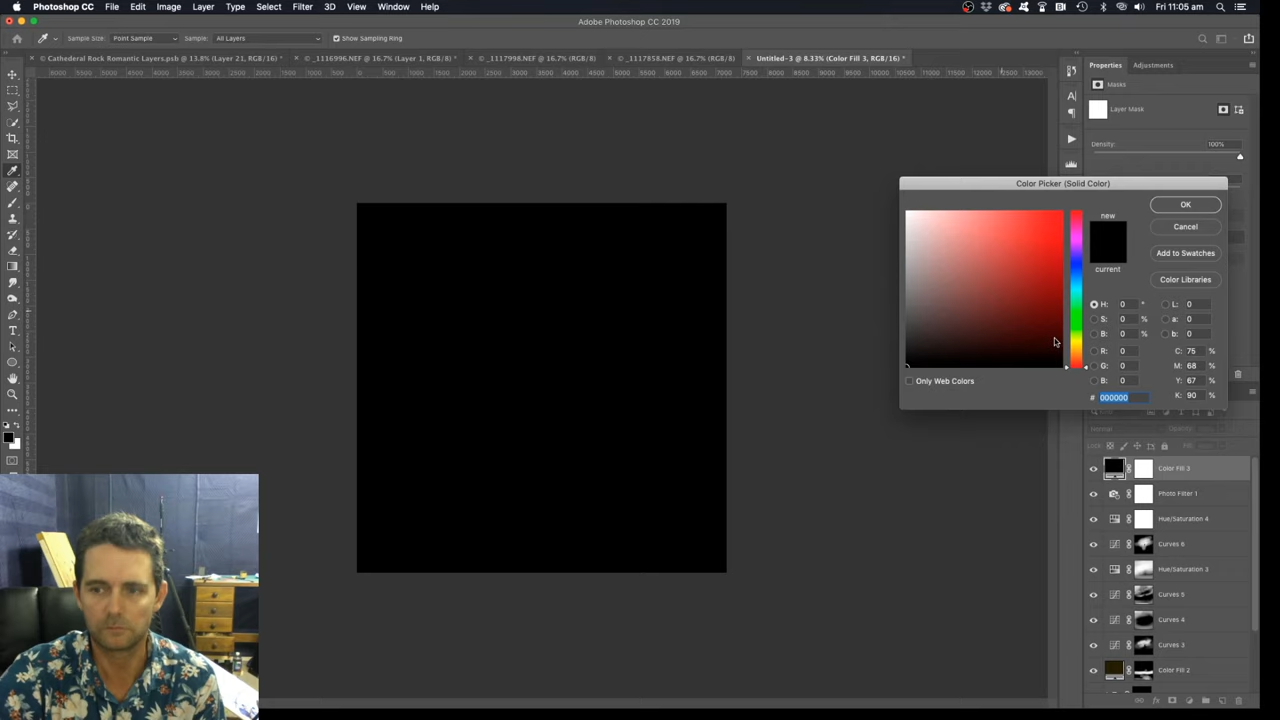 Photoshop CC File Edit Image Layer Type Select Filter 3D View Window Help Fri 11:05 am
Adobe Photoshop CC 2019
Sample Size: Point Sample Sample: All Layers Show Sampling Ring
Cathedral Rock Romantic Layers.psb @ 13.8% (Layer 21, RGB/16) * _1116996.NEF @ 16.7% (Layer 1, RGB/8) * _1117998.NEF @ 16.7% (RGB/8) _1117858.NEF @ 16.7% (RGB/8) Untitled-3 @ 8.33% (Color Fill 3, RGB/16) *
Properties Adjustments
Masks
Layer Mask
Density: 100%
Color Picker (Solid Color)
new
current
OK
Cancel
Add to Swatches
Color Libraries
H: 0 ° L: 0
S: 0 % a: 0
B: 0 % b: 0
R: 0 C: 75 %
G: 0 M: 68 %
B: 0 Y: 67 %
# 000000 K: 90 %
Only Web Colors
Color Fill 3
Photo Filter 1
Hue/Saturation 4
Curves 6
Hue/Saturation 3
Curves 5
Curves 4
Curves 3
Color Fill 2